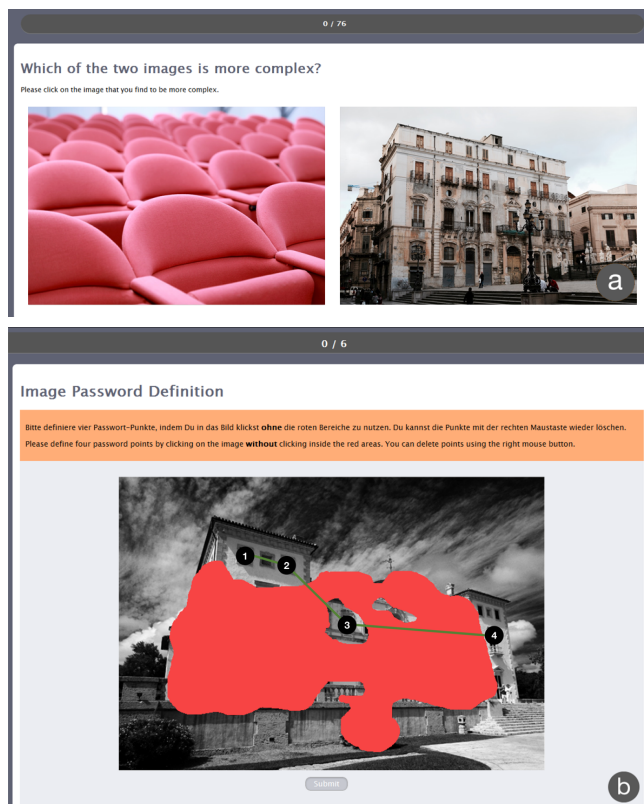 0 / 76
Which of the two images is more complex?
Please click on the image that you find to be more complex.
a
0 / 6
Image Password Definition
Bitte definiere vier Passwort-Punkte, indem Du in das Bild klickst ohne die roten Bereiche zu nutzen. Du kannst die Punkte mit der rechten Maustaste wieder löschen.
Please define four password points by clicking on the image without clicking inside the red areas. You can delete points using the right mouse button.
1
2
3
4
Submit
b